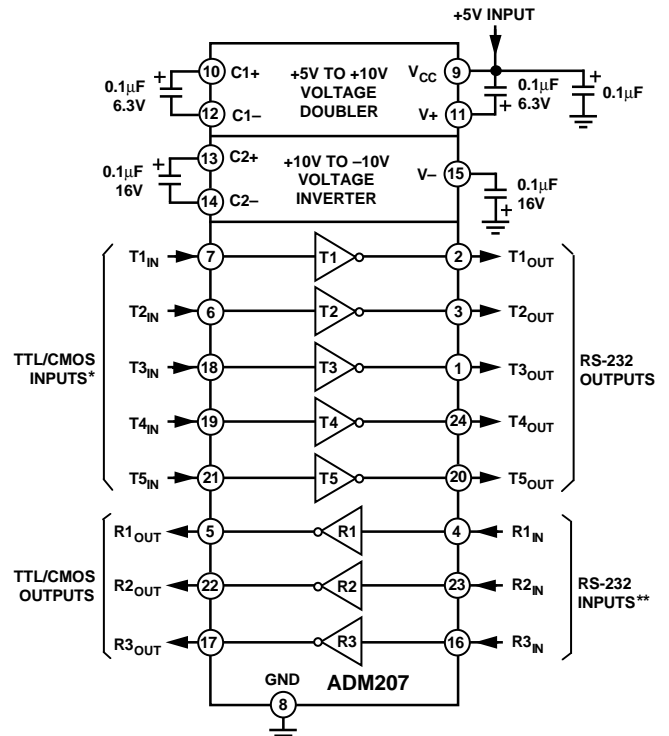 +5V INPUT
0.1μF
6.3V
+
10
C1+
12
C1–
+5V TO +10V
VOLTAGE
DOUBLER
VCC
9
V+
11
+
0.1μF
6.3V
+
0.1μF
0.1μF
16V
+
13
C2+
14
C2–
+10V TO –10V
VOLTAGE
INVERTER
V–
15
0.1μF
16V
+
TTL/CMOS
INPUTS*
T1IN 7 T1 2 T1OUT
T2IN 6 T2 3 T2OUT
T3IN 18 T3 1 T3OUT
T4IN 19 T4 24 T4OUT
T5IN 21 T5 20 T5OUT
RS-232
OUTPUTS
TTL/CMOS
OUTPUTS
R1OUT 5 R1 4 R1IN
R2OUT 22 R2 23 R2IN
R3OUT 17 R3 16 R3IN
RS-232
INPUTS**
GND
8
ADM207